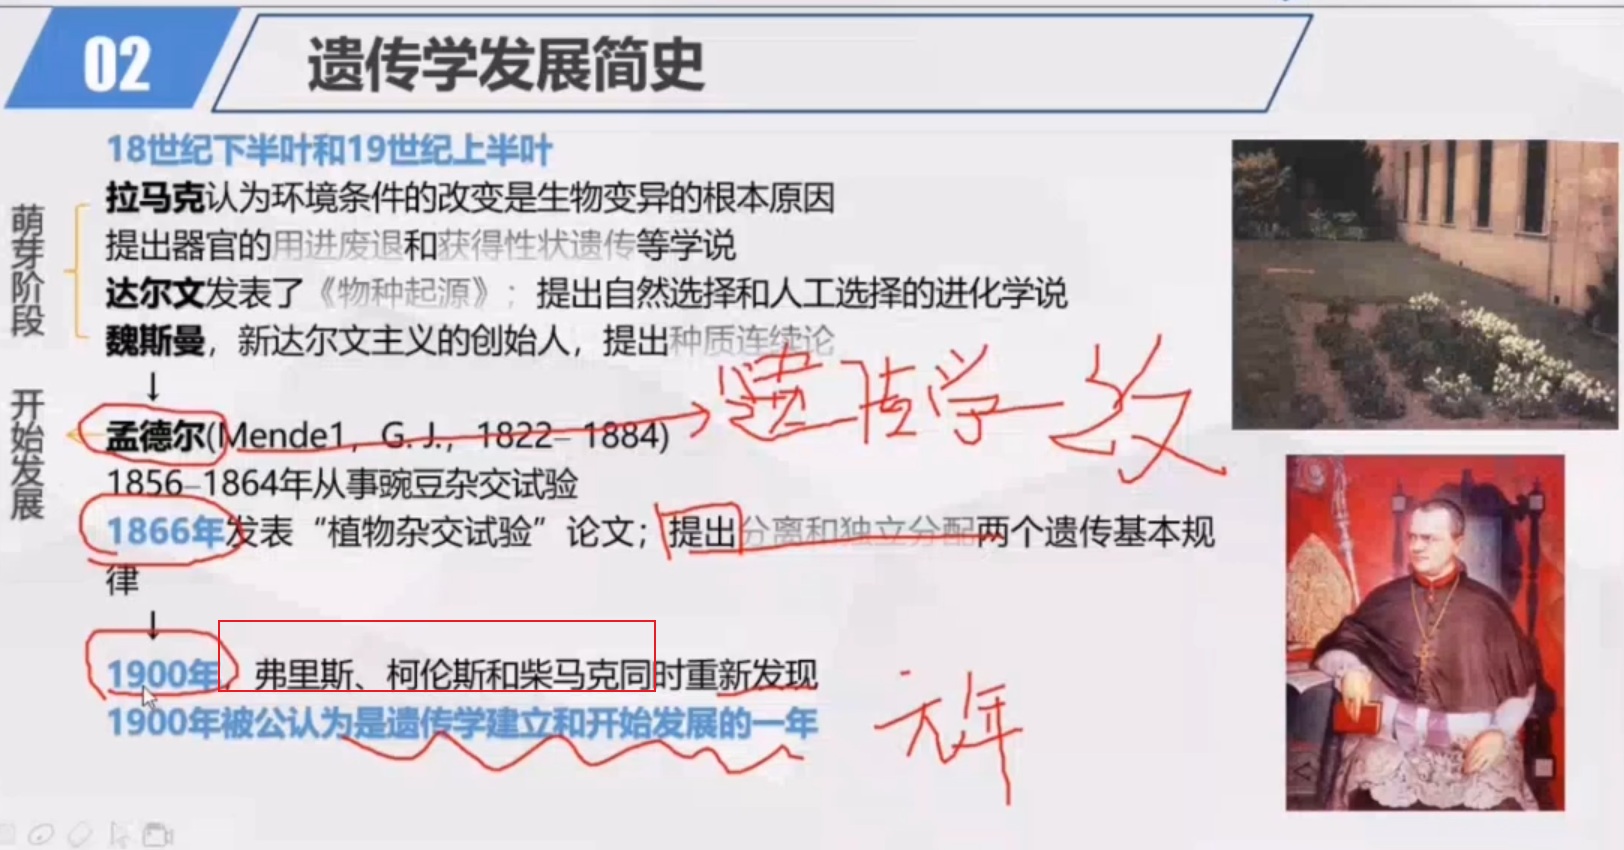 02
遗传学发展简史
18世纪下半叶和19世纪上半叶
萌芽阶段
拉马克认为环境条件的改变是生物变异的根本原因
提出器官的用进废退和获得性状遗传等学说
达尔文发表了《物种起源》；提出自然选择和人工选择的进化学说
魏斯曼，新达尔文主义的创始人，提出种质连续论
↓
开始发展
孟德尔(Mende1，G. J.，1822–1884)
遗传学之父
1856–1864年从事豌豆杂交试验
1866年发表“植物杂交试验”论文；提出分离和独立分配两个遗传基本规
律
↓
1900年，弗里斯、柯伦斯和柴马克同时重新发现
1900年被公认为是遗传学建立和开始发展的一年
元年